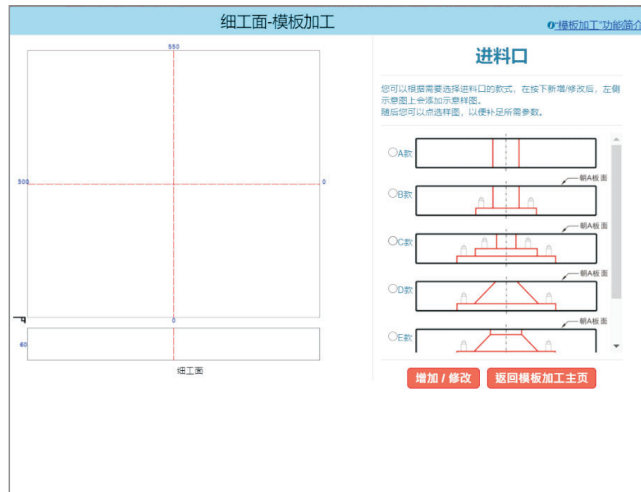 细工面-模板加工
"模板加工"功能简介
550
500
0
0
60
细工面
进料口
您可以根据需要选择进料口的款式，在按下新增/修改后，左侧
示意图上会添加示意样图。
随后您可以点选样图，以便补足所需参数。
A款
朝A板面
B款
朝A板面
C款
朝A板面
D款
朝A板面
E款
增加 / 修改
返回模板加工主页